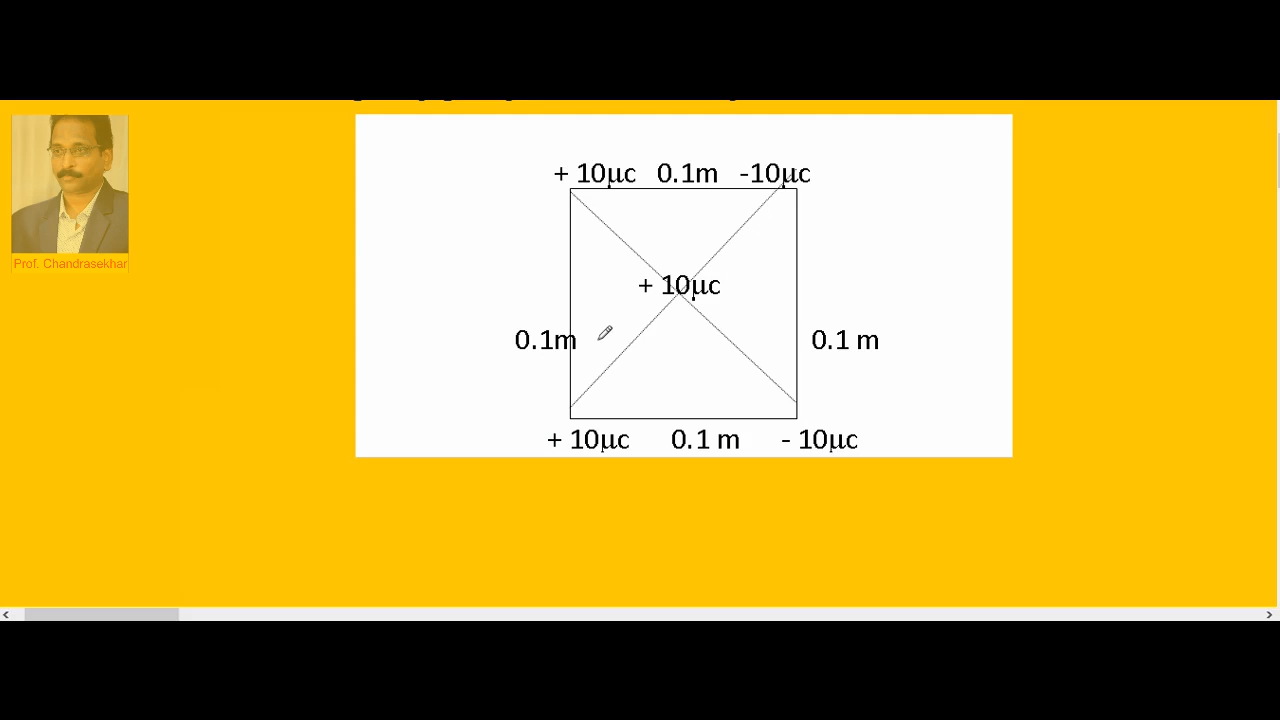 + 10μc 0.1m -10μc
Prof. Chandrasekhar
+ 10μc
0.1m 0.1 m
+ 10μc 0.1 m - 10μc